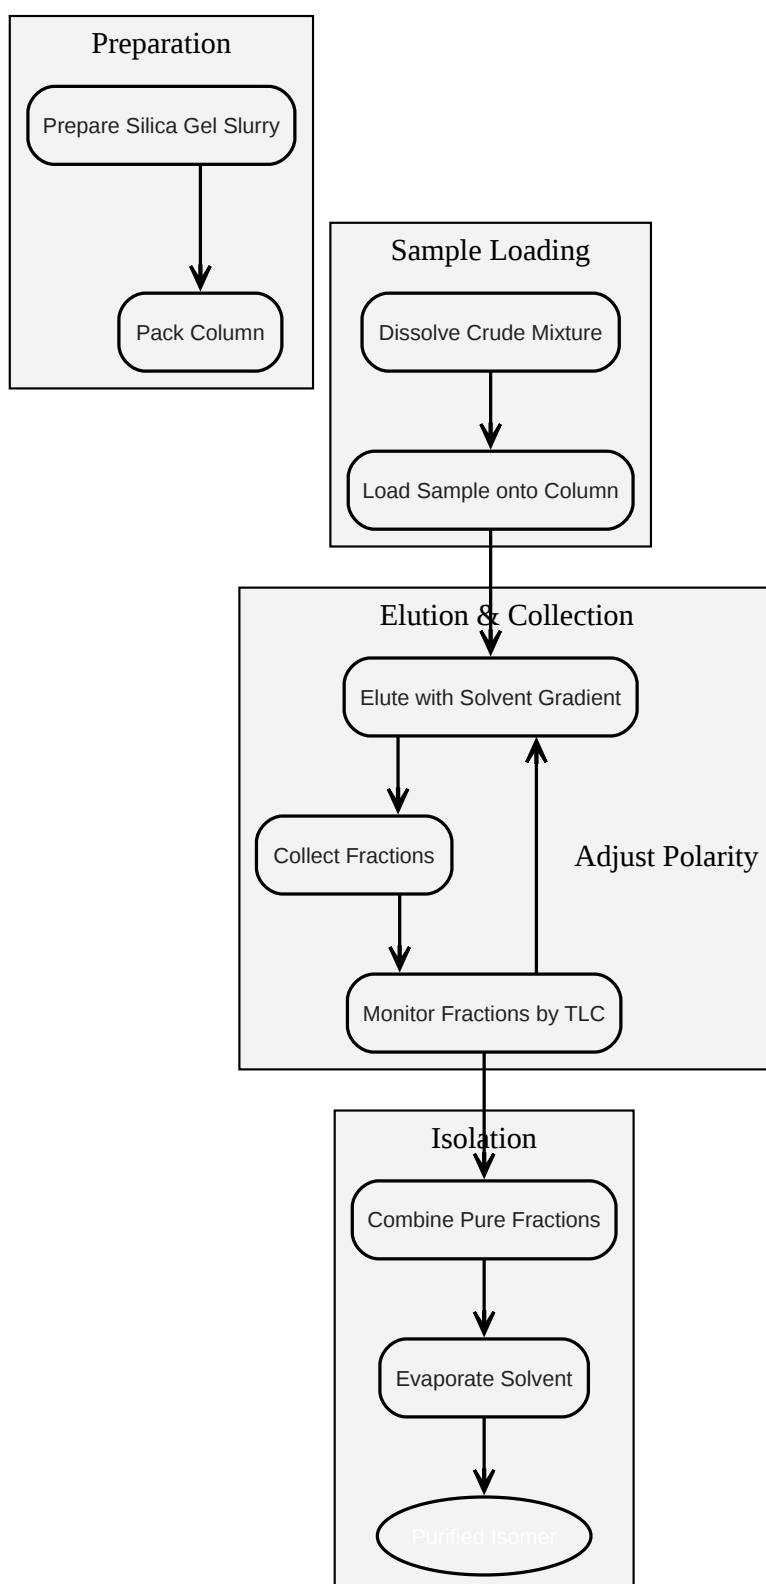 Preparation
Prepare Silica Gel Slurry
Pack Column
Sample Loading
Dissolve Crude Mixture
Load Sample onto Column
Elution & Collection
Elute with Solvent Gradient
Collect Fractions
Adjust Polarity
Monitor Fractions by TLC
Isolation
Combine Pure Fractions
Evaporate Solvent
Purified Isomer